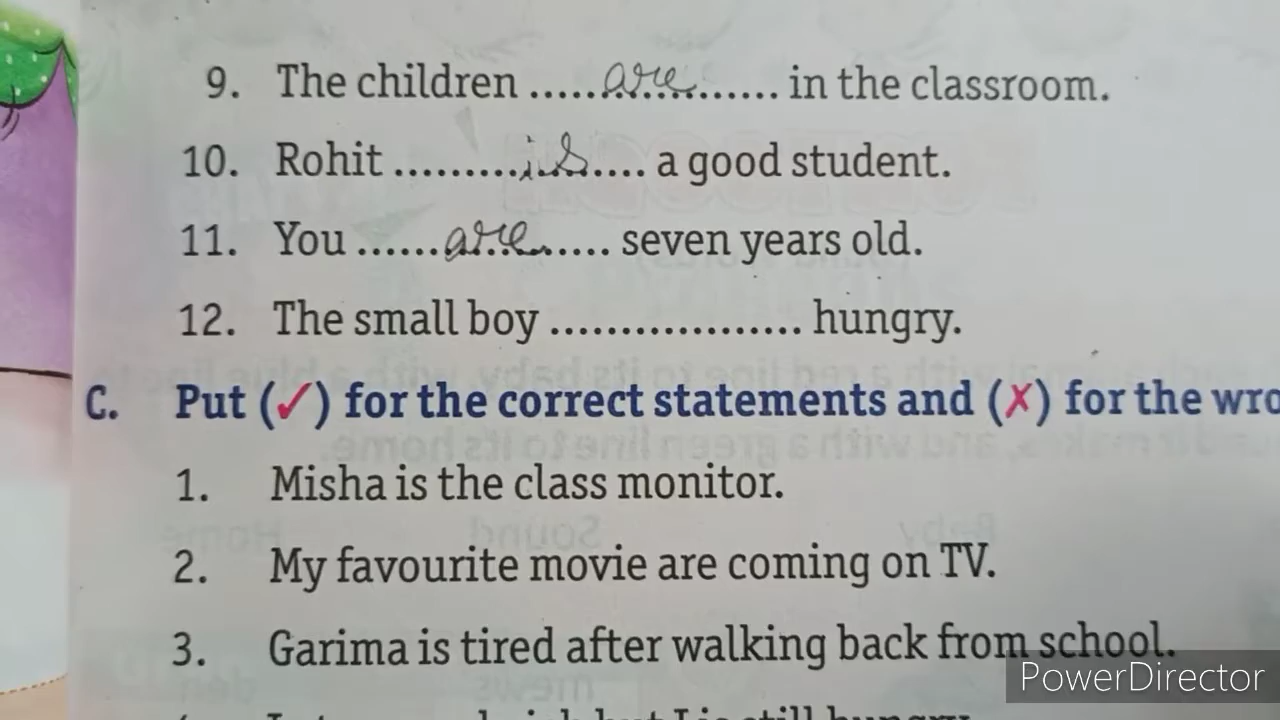 9. The children .....are....... in the classroom.
10. Rohit .........is.... a good student.
11. You ......are...... seven years old.
12. The small boy .................. hungry.
C. Put (✓) for the correct statements and (✗) for the wro
1. Misha is the class monitor.
2. My favourite movie are coming on TV.
3. Garima is tired after walking back from school.
PowerDirector